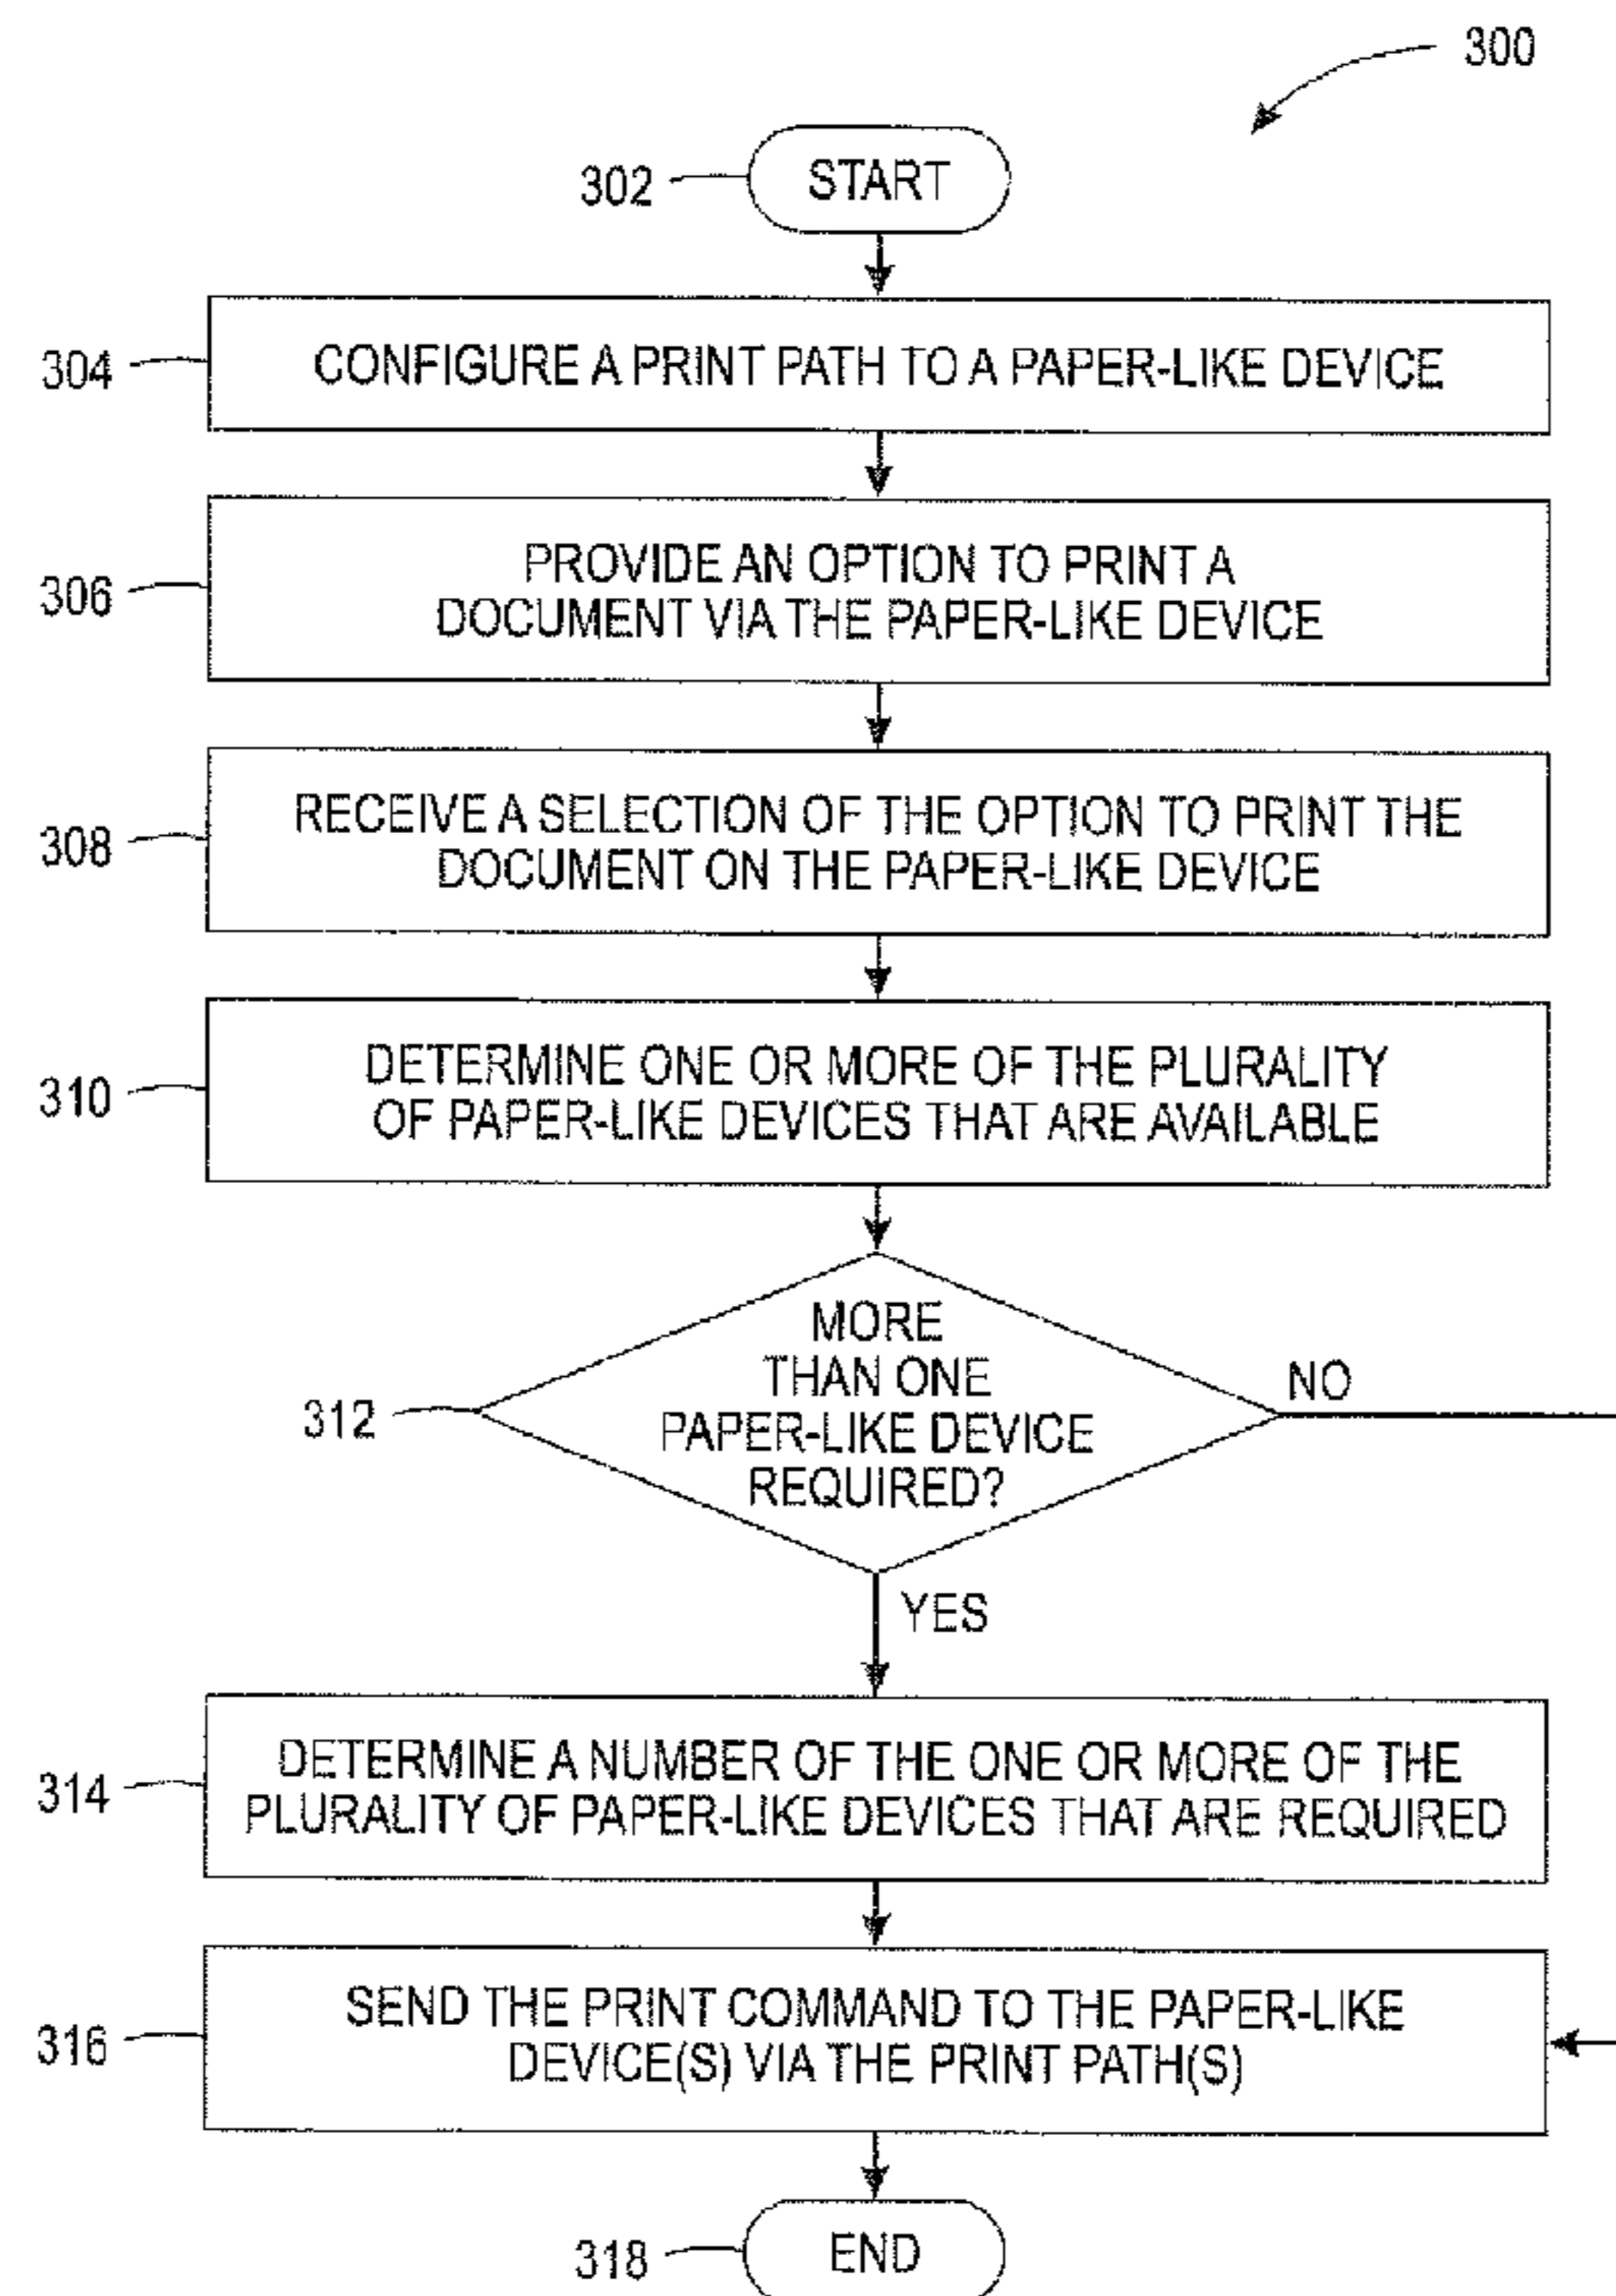 300
302
START
304
CONFIGURE A PRINT PATH TO A PAPER-LIKE DEVICE
306
PROVIDE AN OPTION TO PRINT A
DOCUMENT VIA THE PAPER-LIKE DEVICE
308
RECEIVE A SELECTION OF THE OPTION TO PRINT THE
DOCUMENT ON THE PAPER-LIKE DEVICE
310
DETERMINE ONE OR MORE OF THE PLURALITY
OF PAPER-LIKE DEVICES THAT ARE AVAILABLE
312
MORE
THAN ONE
PAPER-LIKE DEVICE
REQUIRED?
NO
YES
314
DETERMINE A NUMBER OF THE ONE OR MORE OF THE
PLURALITY OF PAPER-LIKE DEVICES THAT ARE REQUIRED
316
SEND THE PRINT COMMAND TO THE PAPER-LIKE
DEVICE(S) VIA THE PRINT PATH(S)
318
END